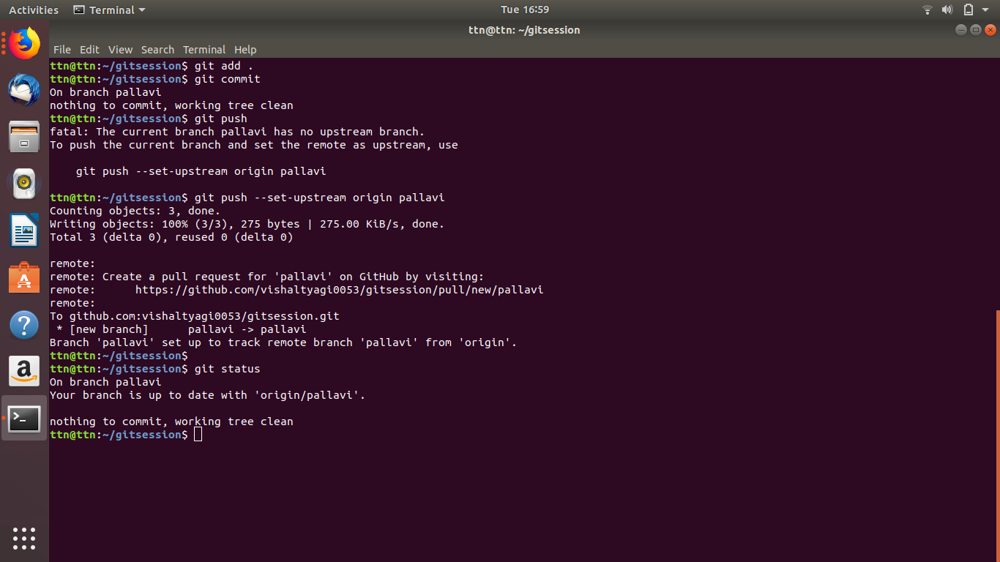 Activities Terminal Tue 16:59
ttn@ttn: ~/gitsession
File Edit View Search Terminal Help
ttn@ttn:~/gitsession$ git add .
ttn@ttn:~/gitsession$ git commit
On branch pallavi
nothing to commit, working tree clean
ttn@ttn:~/gitsession$ git push
fatal: The current branch pallavi has no upstream branch.
To push the current branch and set the remote as upstream, use
    git push --set-upstream origin pallavi
ttn@ttn:~/gitsession$ git push --set-upstream origin pallavi
Counting objects: 3, done.
Writing objects: 100% (3/3), 275 bytes | 275.00 KiB/s, done.
Total 3 (delta 0), reused 0 (delta 0)
remote:
remote: Create a pull request for 'pallavi' on GitHub by visiting:
remote:      https://github.com/vishaltyagi0053/gitsession/pull/new/pallavi
remote:
To github.com:vishaltyagi0053/gitsession.git
 * [new branch]      pallavi -> pallavi
Branch 'pallavi' set up to track remote branch 'pallavi' from 'origin'.
ttn@ttn:~/gitsession$
ttn@ttn:~/gitsession$ git status
On branch pallavi
Your branch is up to date with 'origin/pallavi'.
nothing to commit, working tree clean
ttn@ttn:~/gitsession$